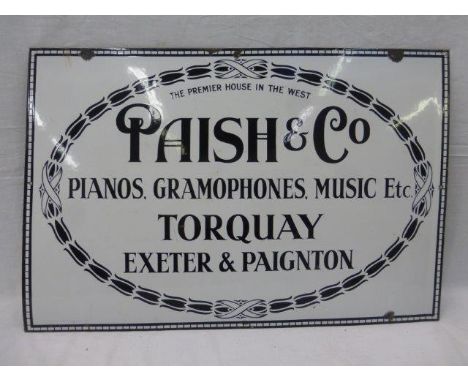 THE PREMIER HOUSE IN THE WEST
PAISH & CO
PIANOS, GRAMOPHONES, MUSIC Etc.
TORQUAY
EXETER & PAIGNTON